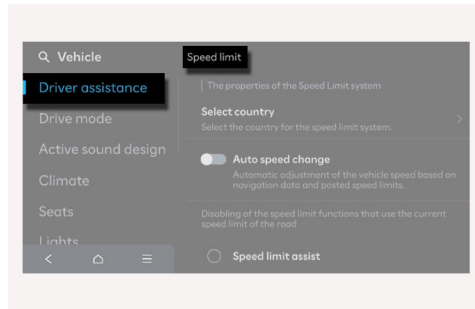 Vehicle
Driver assistance
Drive mode
Active sound design
Climate
Seats
Lights
Speed limit
The properties of the Speed Limit system
Select country
Select the country for the speed limit system.
Auto speed change
Automatic adjustment of the vehicle speed based on
navigation data and posted speed limits.
Disabling of the speed limit functions that use the current
speed limit of the road
Speed limit assist